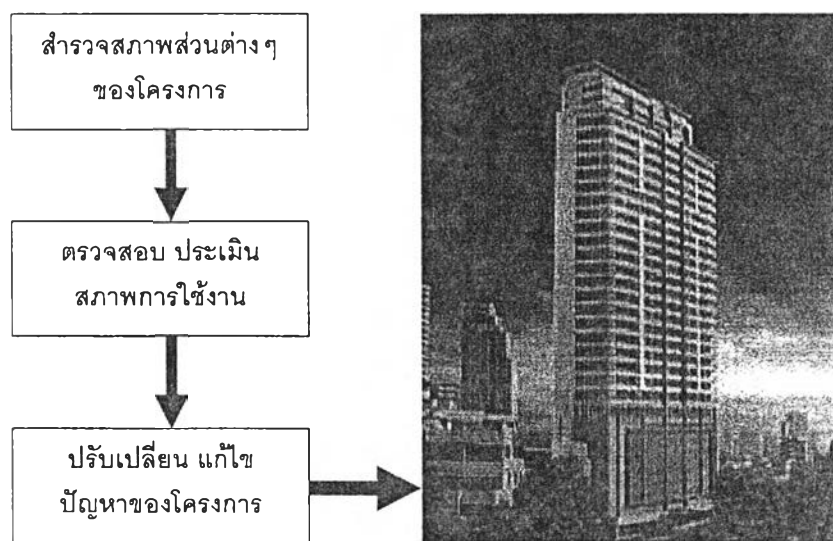 สำรวจสภาพส่วนต่างๆ
ของโครงการ
ตรวจสอบ ประเมิน
สภาพการใช้งาน
ปรับเปลี่ยน แก้ไข
ปัญหาของโครงการ